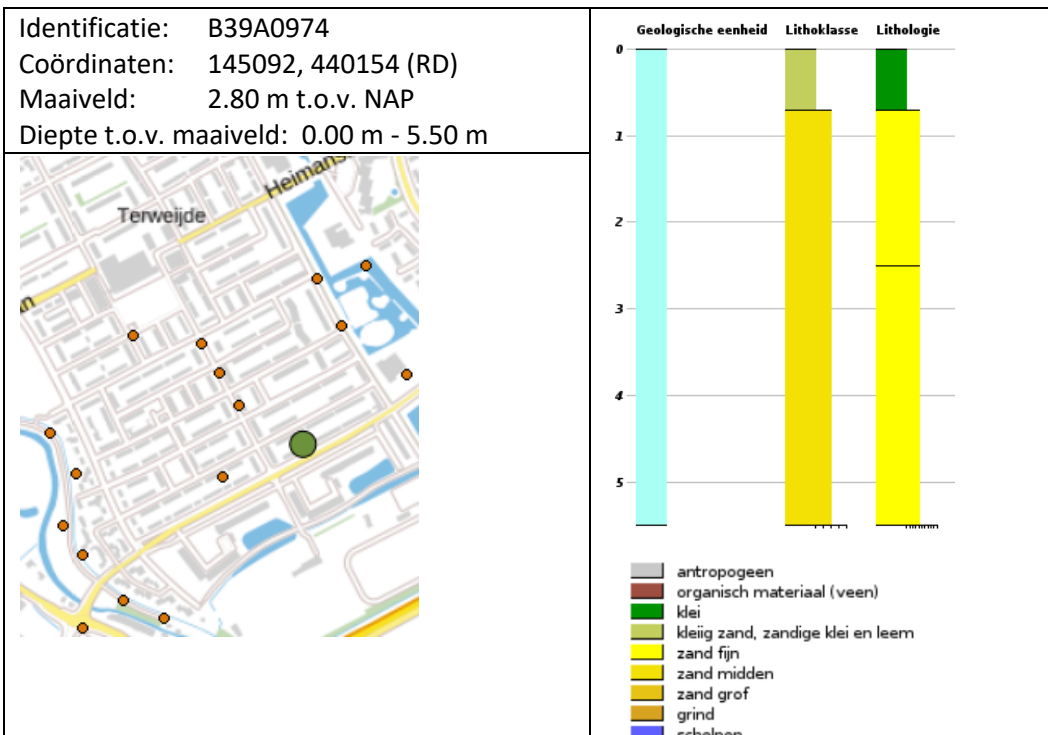 Identificatie: B39A0974
Coördinaten: 145092, 440154 (RD)
Maaiveld: 2.80 m t.o.v. NAP
Diepte t.o.v. maaiveld: 0.00 m - 5.50 m
Heimans
Terweijde
Geologische eenheid Lithoklasse Lithologie
0
1
2
3
4
5
antropogeen
organisch materiaal (veen)
klei
kleiig zand, zandige klei en leem
zand fijn
zand midden
zand grof
grind
schelpen